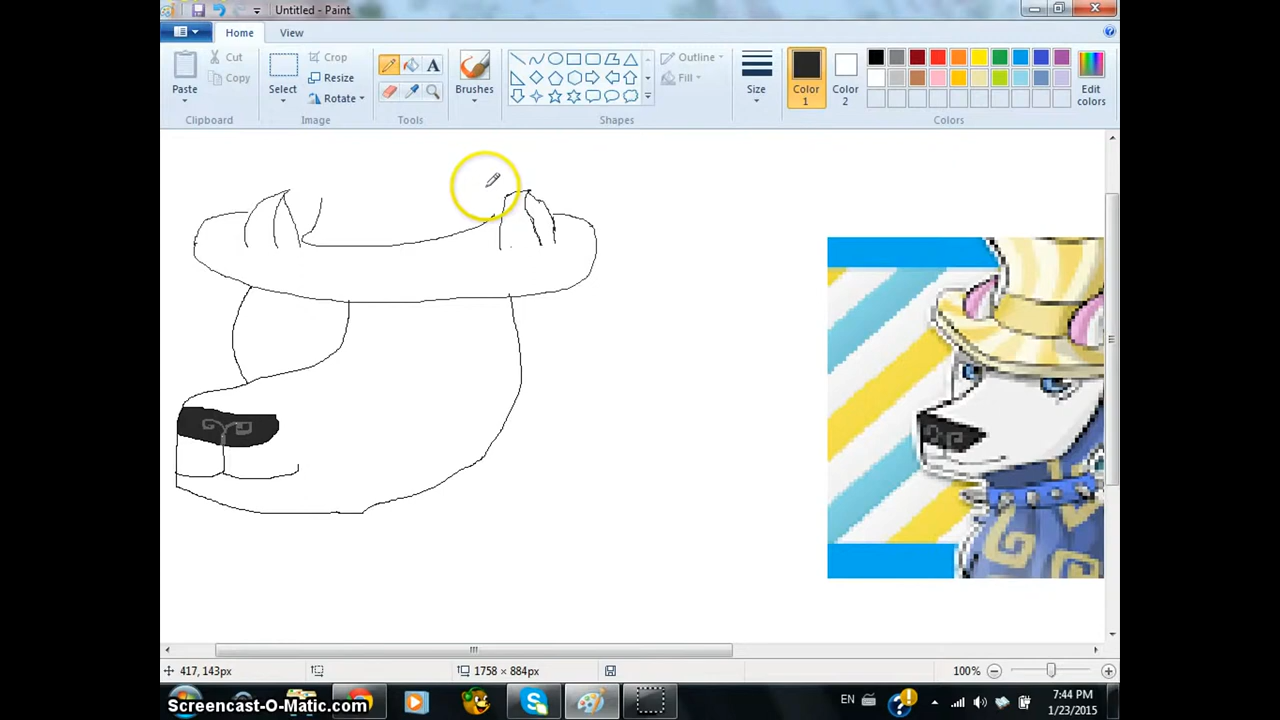 Untitled - Paint
Home View
Cut
Copy
Paste
Clipboard
Select
Crop
Resize
Rotate
Image
A
Tools
Brushes
Shapes
Outline
Fill
Size
Color 1
Color 2
Edit colors
Colors
417, 143px
1758 × 884px
100%
EN
7:44 PM
1/23/2015
Screencast-O-Matic.com